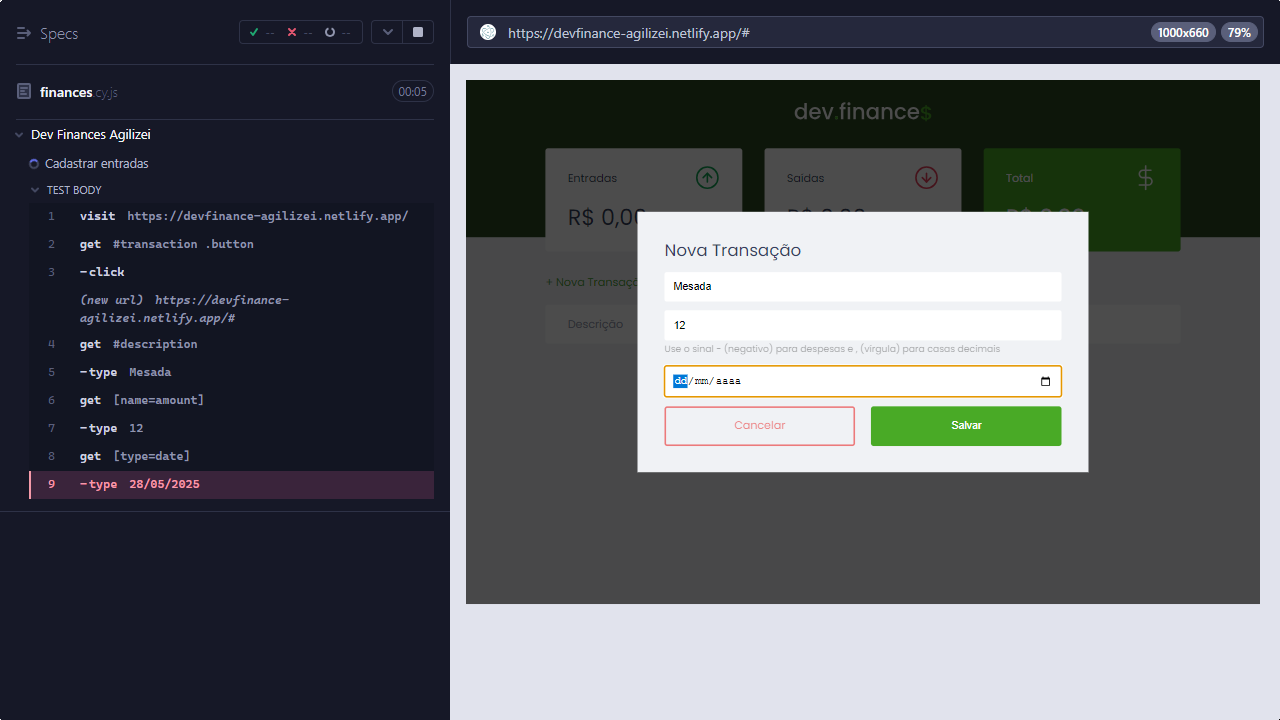 Specs
-- -- --
finances.cy.js
00:05
Dev Finances Agilizei
Cadastrar entradas
TEST BODY
1 visit https://devfinance-agilizei.netlify.app/
2 get #transaction .button
3 -click
(new url) https://devfinance-
agilizei.netlify.app/#
4 get #description
5 -type Mesada
6 get [name=amount]
7 -type 12
8 get [type=date]
9 -type 28/05/2025
https://devfinance-agilizei.netlify.app/#
1000x660 79%
dev.finance$
Entradas
R$ 0,00
Saídas
R$ 0,00
Total
$
R$ 0,00
+ Nova Transaçã
Descrição
Nova Transação
Mesada
12
Use o sinal - (negativo) para despesas e , (vírgula) para casas decimais
dd/mm/aaaa
Cancelar
Salvar